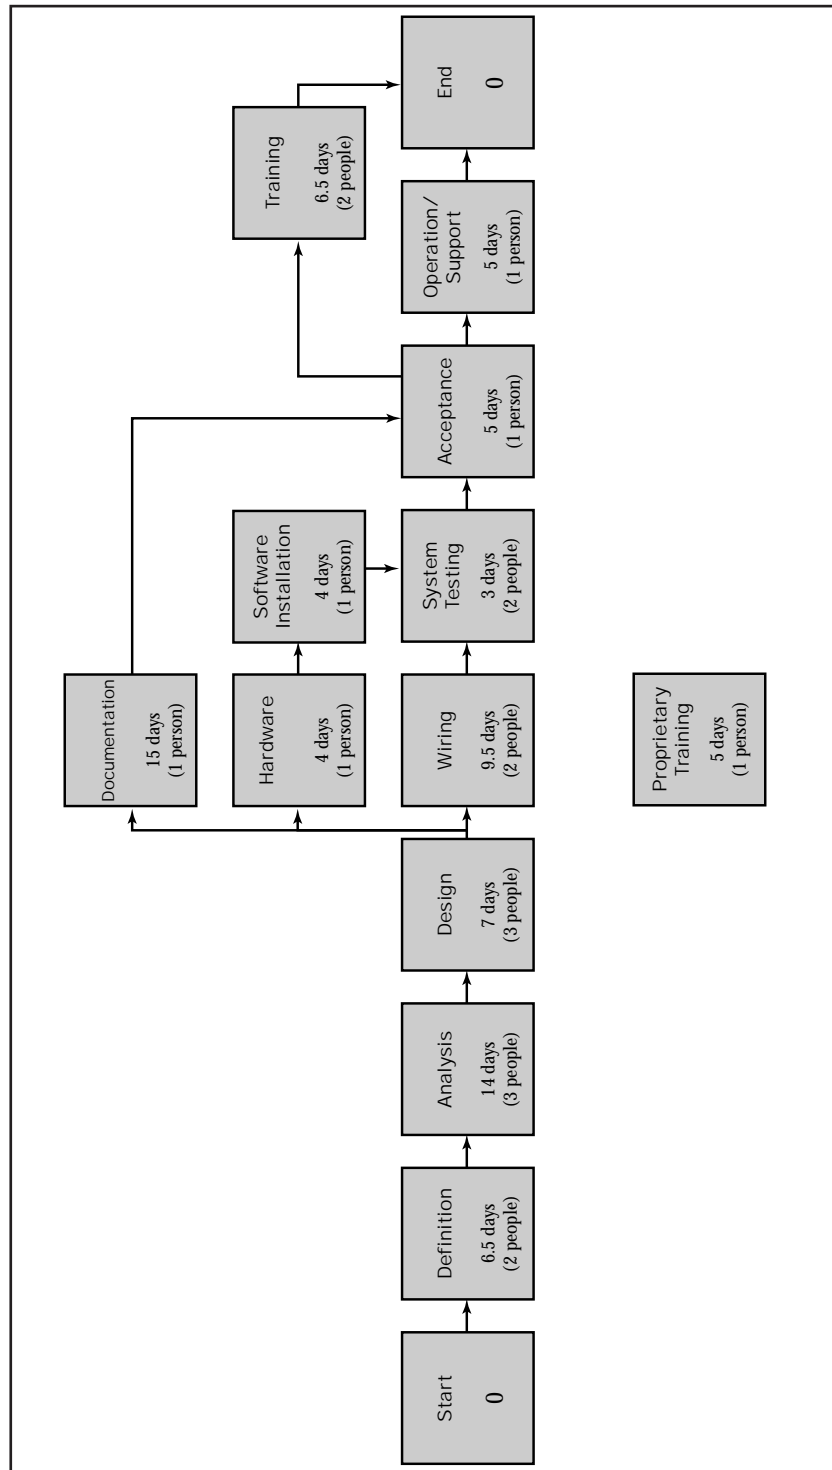 Start
0
Definition
6.5 days
(2 people)
Analysis
14 days
(3 people)
Design
7 days
(3 people)
Documentation
15 days
(1 person)
Hardware
4 days
(1 person)
Wiring
9.5 days
(2 people)
Proprietary
Training
5 days
(1 person)
Software
Installation
4 days
(1 person)
System
Testing
3 days
(2 people)
Acceptance
5 days
(1 person)
Training
6.5 days
(2 people)
Operation/
Support
5 days
(1 person)
End
0